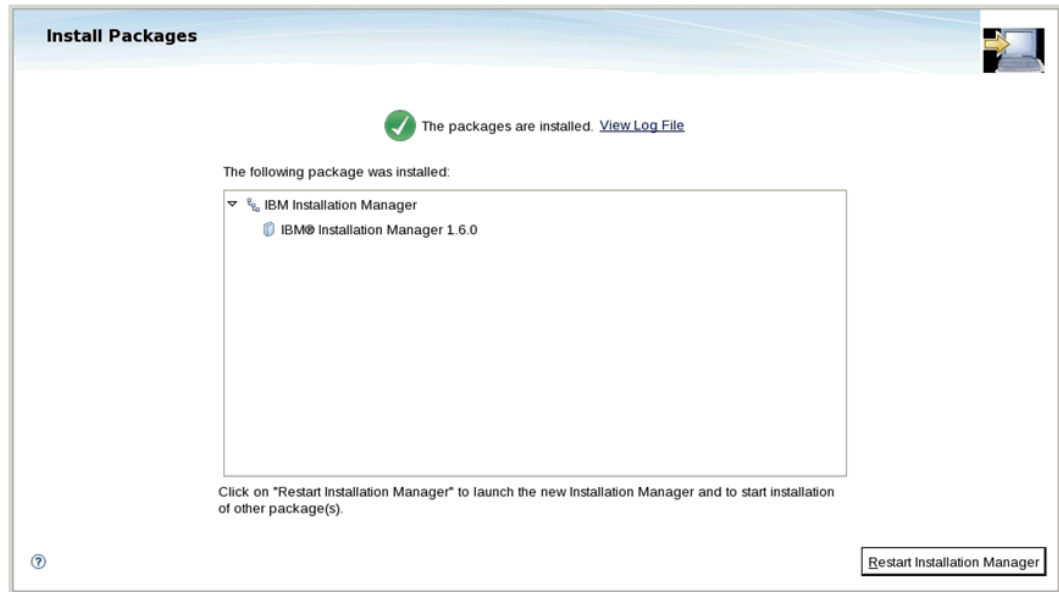 Install Packages
The packages are installed. View Log File
The following package was installed:
IBM Installation Manager
IBM® Installation Manager 1.6.0
Click on "Restart Installation Manager" to launch the new Installation Manager and to start installation
of other package(s).
?
Restart Installation Manager